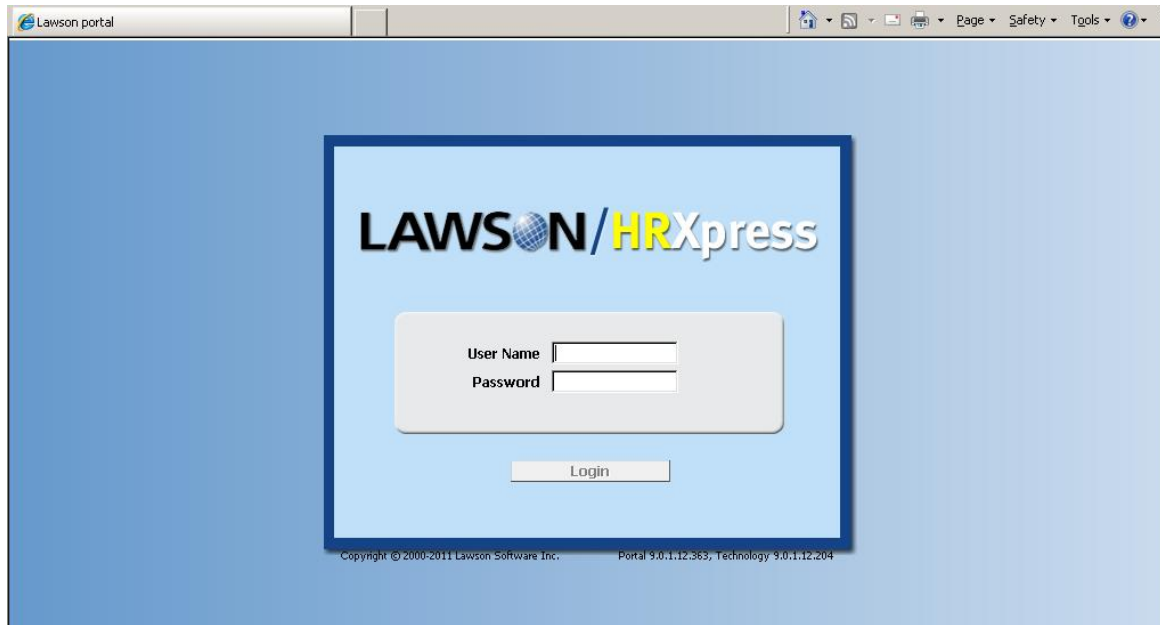 Lawson portal
Page Safety Tools
LAWSON/HRXpress
User Name
Password
Login
Copyright © 2000-2011 Lawson Software Inc. Portal 9.0.1.12.363, Technology 9.0.1.12.204